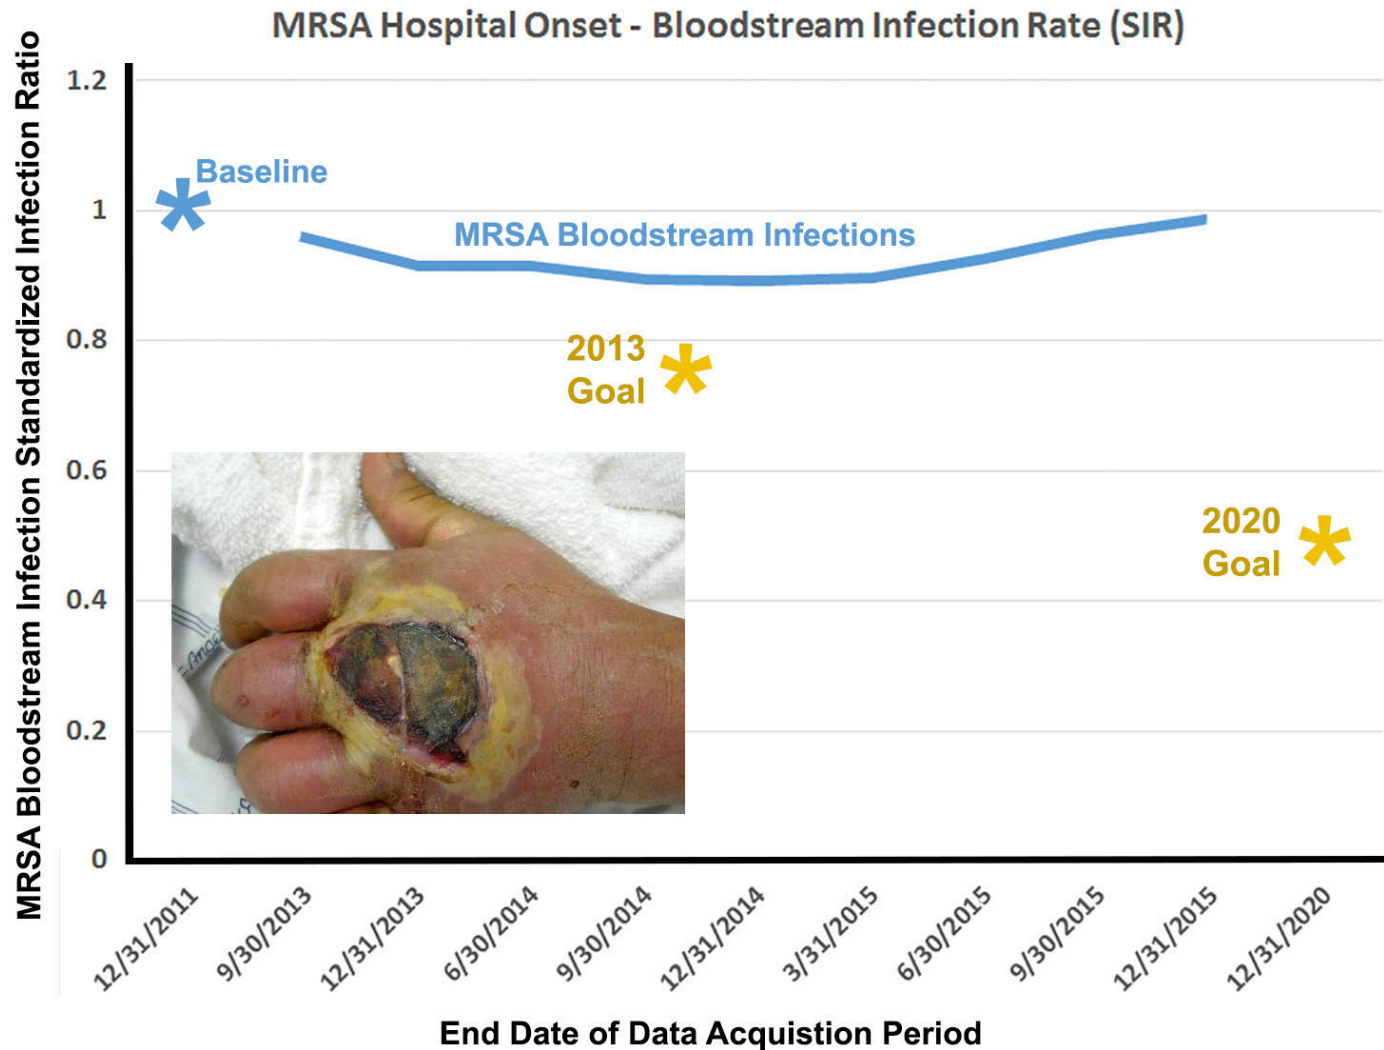 MRSA Hospital Onset - Bloodstream Infection Rate (SIR)
MRSA Bloodstream Infection Standardized Infection Ratio
1.2
1
0.8
0.6
0.4
0.2
0
Baseline
MRSA Bloodstream Infections
2013
Goal
2020
Goal
12/31/2011
9/30/2013
12/31/2013
6/30/2014
9/30/2014
12/31/2014
3/31/2015
6/30/2015
9/30/2015
12/31/2015
12/31/2020
End Date of Data Acquistion Period